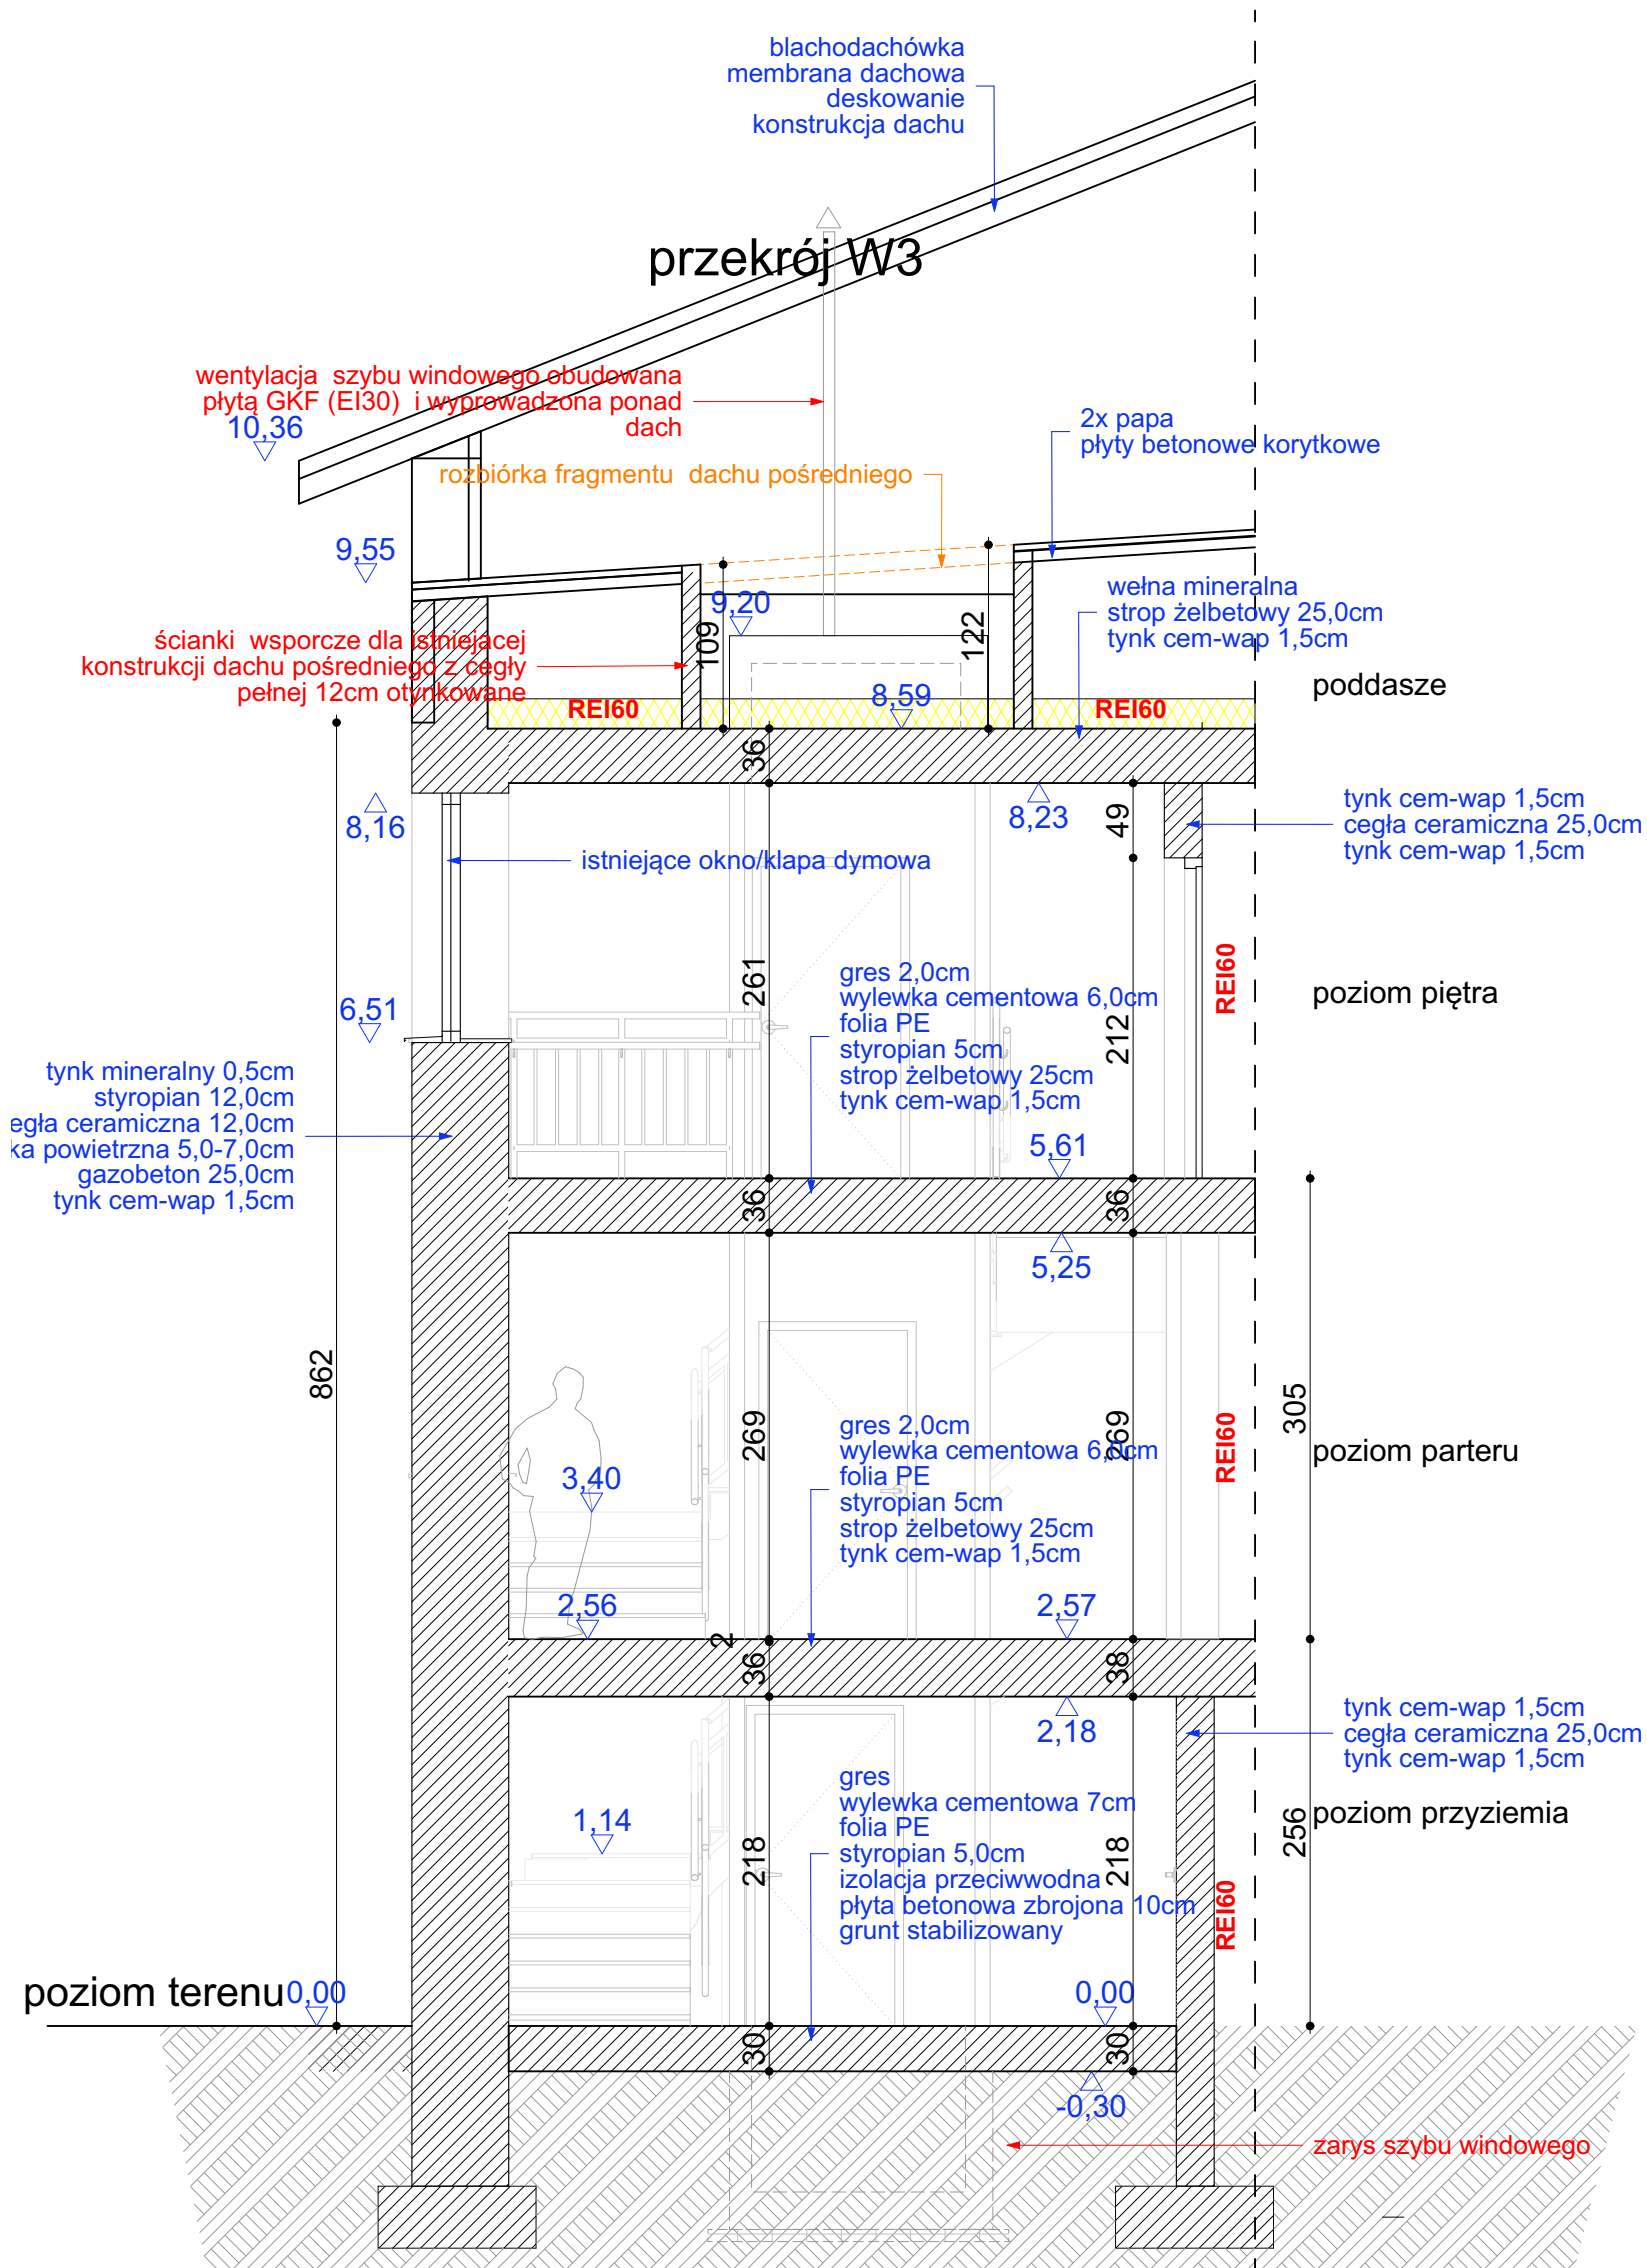 blachodachówka
membrana dachowa
deskowanie
konstrukcja dachu
przekrój W3
wentylacja szybu windowego obudowana
płytą GKF (EI30) i wyprowadzona ponad
dach
10,36
2x papa
płyty betonowe korytkowe
rozbiórka fragmentu dachu pośredniego
9,55
wełna mineralna
strop żelbetowy 25,0cm
tynk cem-wap 1,5cm
9,20
109
122
ścianki wsporcze dla istniejącej
konstrukcji dachu pośredniego z cegły
pełnej 12cm otynkowane
poddasze
8,59
REI60
REI60
36
8,16
8,23
49
tynk cem-wap 1,5cm
cegła ceramiczna 25,0cm
tynk cem-wap 1,5cm
istniejące okno/klapa dymowa
261
gres 2,0cm
wylewka cementowa 6,0cm
folia PE
styropian 5cm
strop żelbetowy 25cm
tynk cem-wap 1,5cm
212
REI60
poziom piętra
6,51
tynk mineralny 0,5cm
styropian 12,0cm
egła ceramiczna 12,0cm
ka powietrzna 5,0-7,0cm
gazobeton 25,0cm
tynk cem-wap 1,5cm
5,61
36
36
5,25
862
305
269
gres 2,0cm
wylewka cementowa 6,0cm
folia PE
styropian 5cm
strop żelbetowy 25cm
tynk cem-wap 1,5cm
269
REI60
poziom parteru
3,40
2,56
2,57
2
36
38
2,18
tynk cem-wap 1,5cm
cegła ceramiczna 25,0cm
tynk cem-wap 1,5cm
gres
wylewka cementowa 7cm
folia PE
styropian 5,0cm
izolacja przeciwwodna
płyta betonowa zbrojona 10cm
grunt stabilizowany
1,14
218
218
256
poziom przyziemia
REI60
poziom terenu
0,00
0,00
30
30
-0,30
zarys szybu windowego